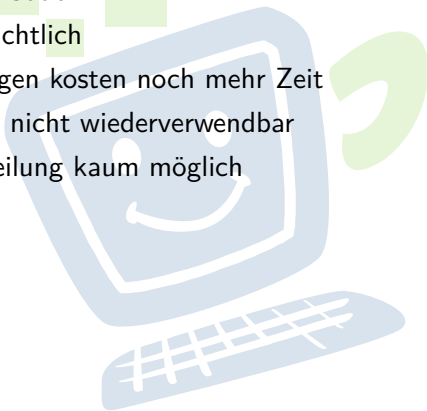 chtlich
gen kosten noch mehr Zeit
nicht wiederverwendbar
eilung kaum möglich